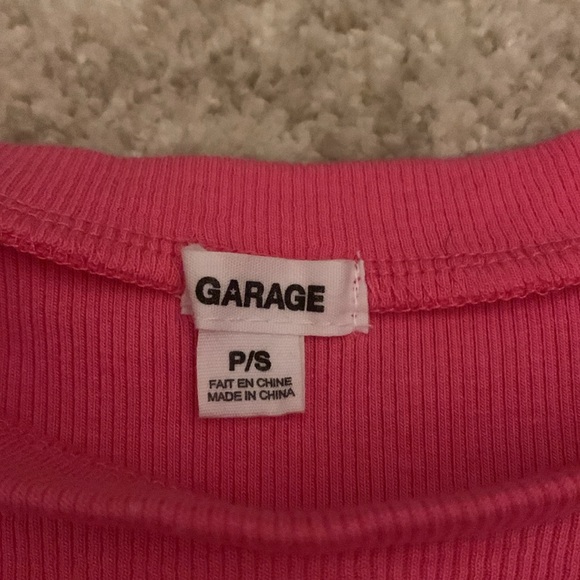 GARAGE
P/S
FAIT EN CHINE
MADE IN CHINA